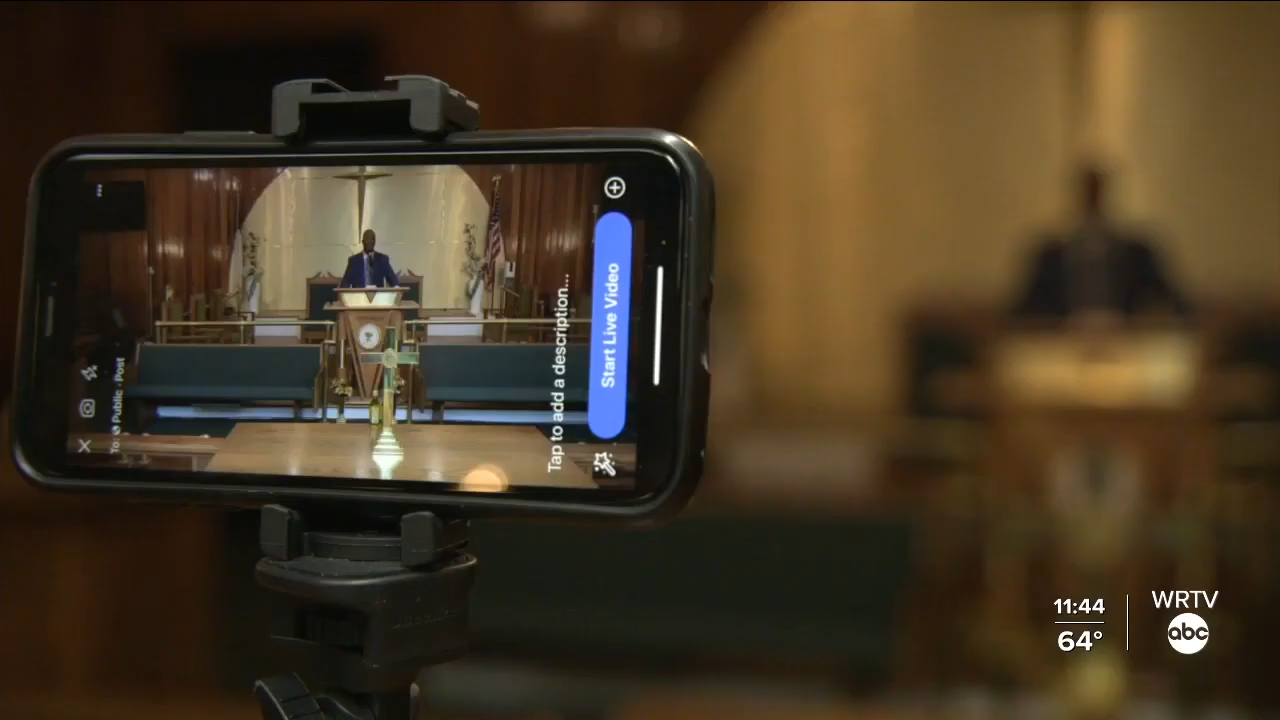 To: Public · Post
Tap to add a description...
Start Live Video
11:44
64°
WRTV
abc